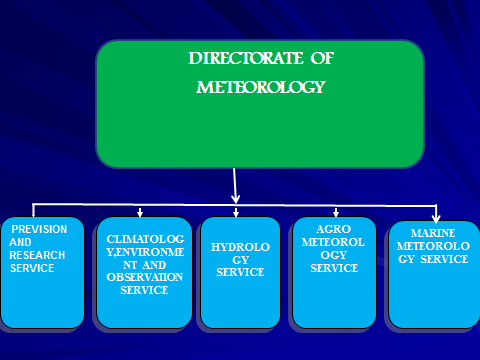 DIRECTORATE OF
METEOROLOGY
PREVISION
AND
RESEARCH
SERVICE
CLIMATOLOG
Y,ENVIRONME
NT AND
OBSERVATION
SERVICE
HYDROLO
GY
SERVICE
AGRO
METEOROL
OGY
SERVICE
MARINE
METEOROLO
GY SERVICE